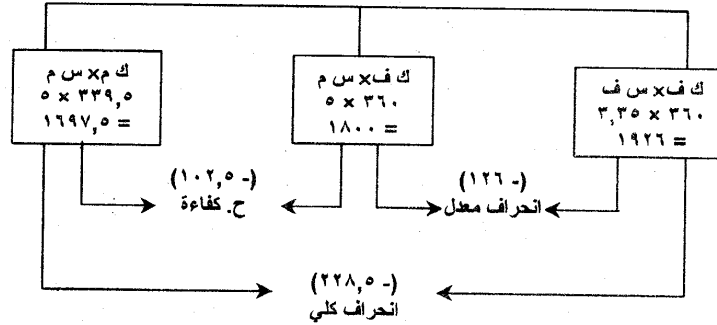 ك ف× س ف
٣٦٠ × ٣,٣٥
= ١٩٢٦
ك ف× س م
٣٦٠ × ٥
= ١٨٠٠
ك م× س م
٣٣٩,٥ × ٥
= ١٦٩٧,٥
(- ١٢٦)
انحراف معدل
(- ١٠٢,٥)
ح. كفاءة
(- ٢٢٨,٥)
انحراف كلي